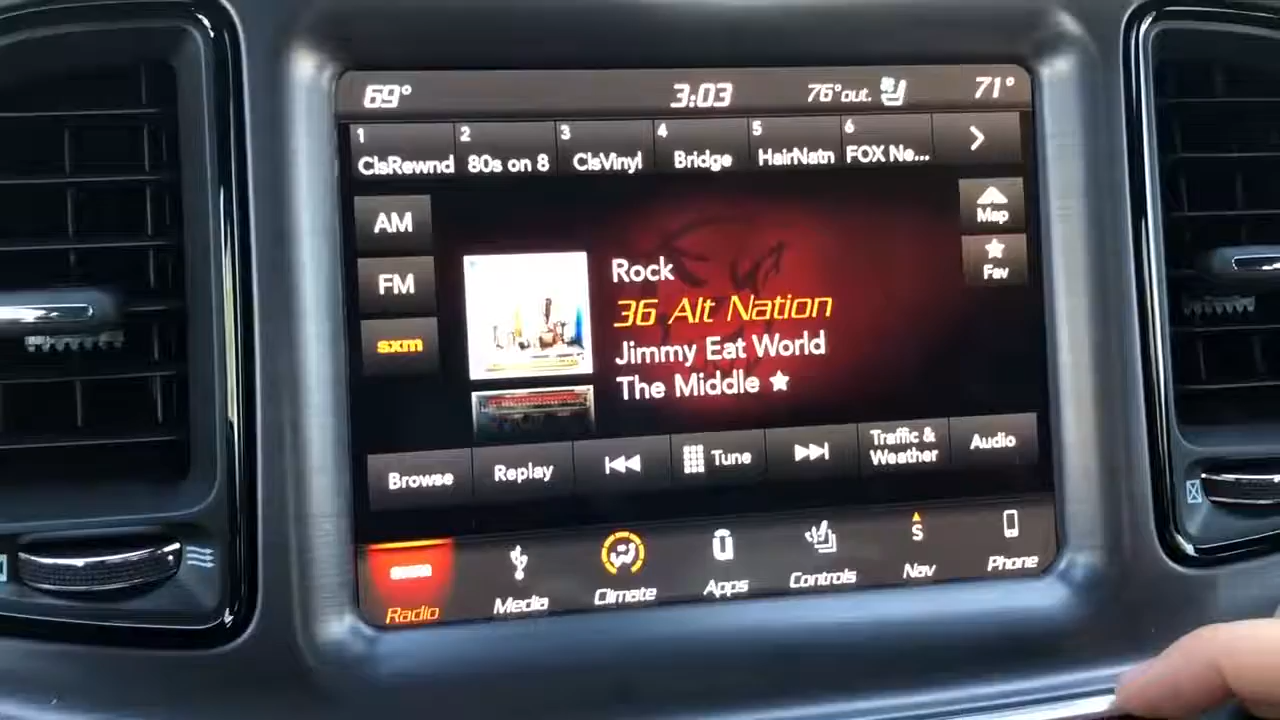 69° 3:03 76°out. 71°
1 ClsRewnd 2 80s on 8 3 ClsVinyl 4 Bridge 5 HairNatn 6 FOX Ne...
AM
FM
sxm
Map
Fav
Rock
36 Alt Nation
Jimmy Eat World
The Middle
Browse Replay Tune Traffic & Weather Audio
sxm
S
Radio Media Climate Apps Controls Nav Phone